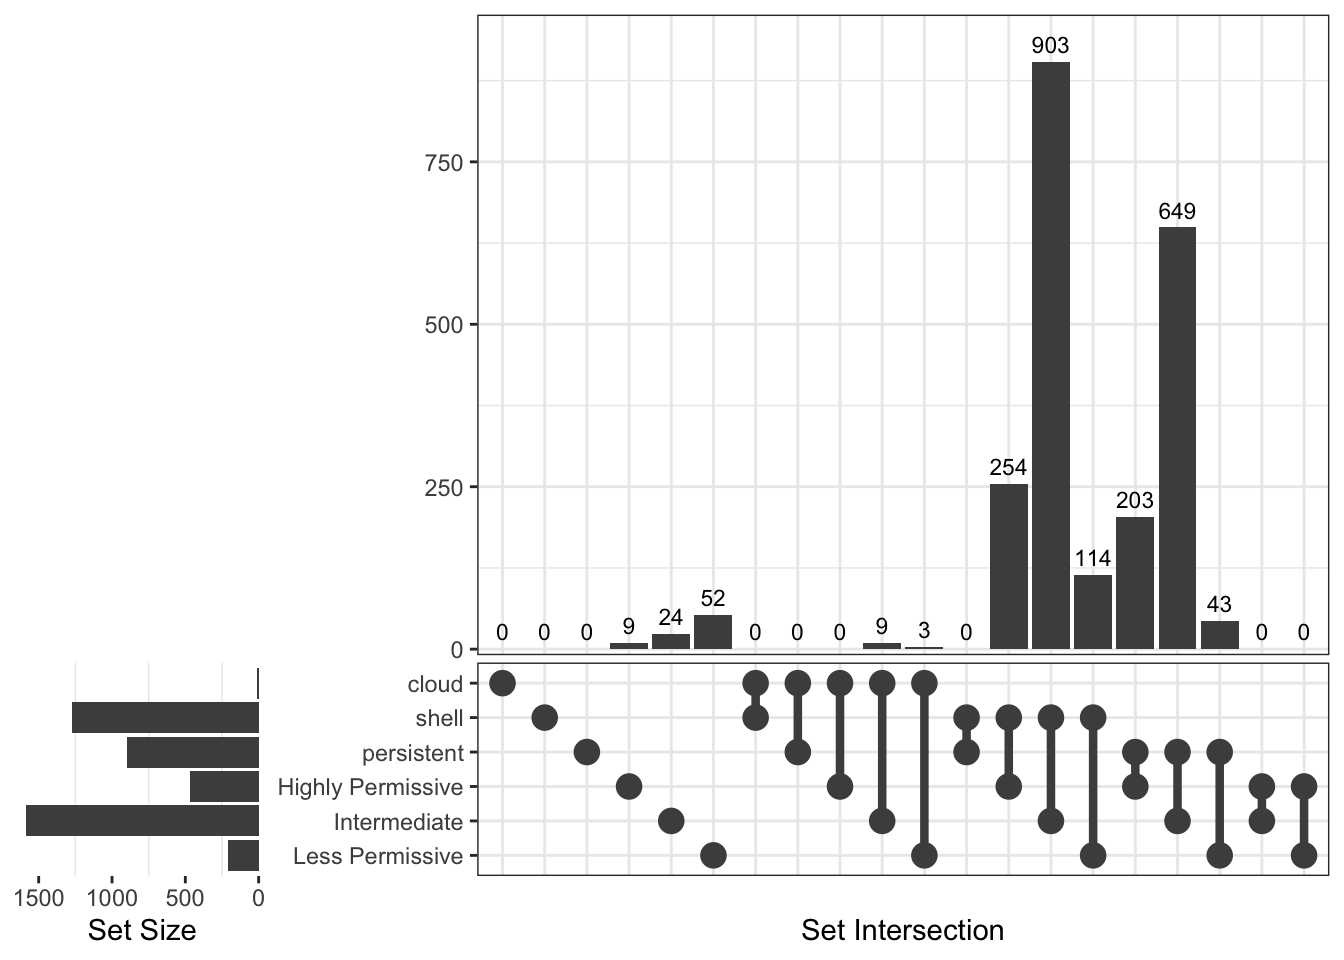 903
750
649
500
254
250
203
114
52
43
24
9
9
3
0 0 0 0 0 0 0 0 0
0
cloud
shell
persistent
Highly Permissive
Intermediate
Less Permissive
1500 1000 500 0
Set Size
Set Intersection